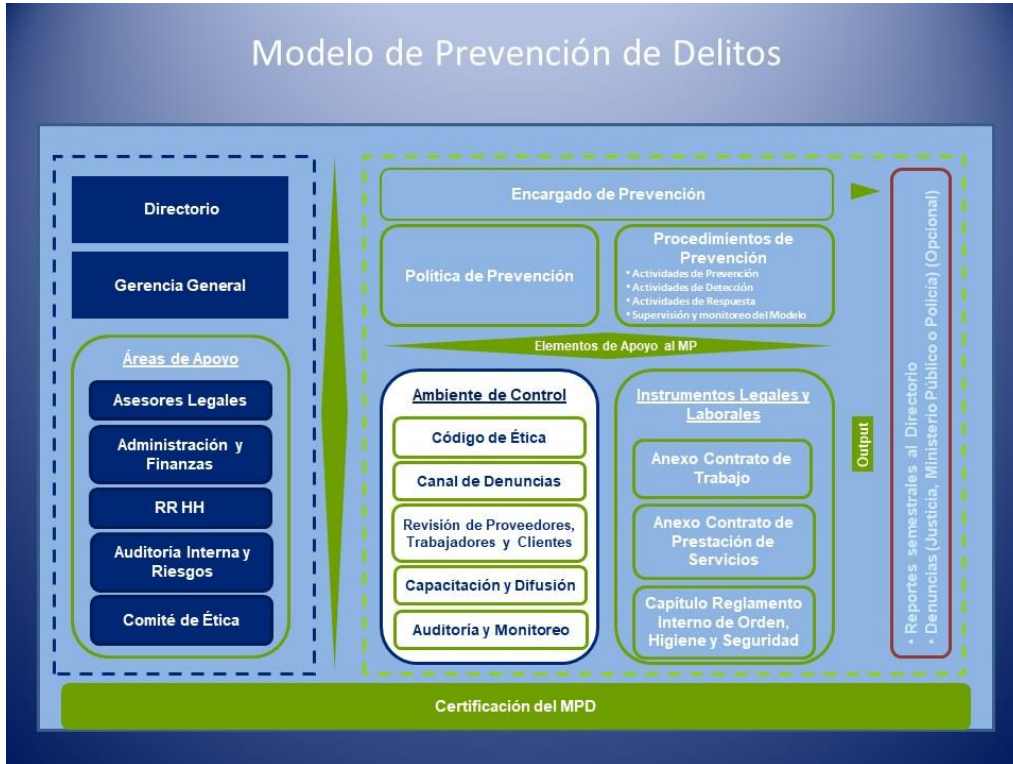 Modelo de Prevención de Delitos
Directorio
Gerencia General
Áreas de Apoyo
Asesores Legales
Administración y
Finanzas
RR HH
Auditoría Interna y
Riesgos
Comité de Ética
Encargado de Prevención
Política de Prevención
Procedimientos de
Prevención
• Actividades de Prevención
• Actividades de Detección
• Actividades de Respuesta
• Supervisión y monitoreo del Modelo
Elementos de Apoyo al MP
Ambiente de Control
Código de Ética
Canal de Denuncias
Revisión de Proveedores,
Trabajadores y Clientes
Capacitación y Difusión
Auditoría y Monitoreo
Instrumentos Legales y
Laborales
Anexo Contrato de
Trabajo
Anexo Contrato de
Prestación de
Servicios
Capitulo Reglamento
Interno de Orden,
Higiene y Seguridad
Output
• Reportes semestrales al Directorio
• Denuncias (Justicia, Ministerio Público o Policía) (Opcional)
Certificación del MPD